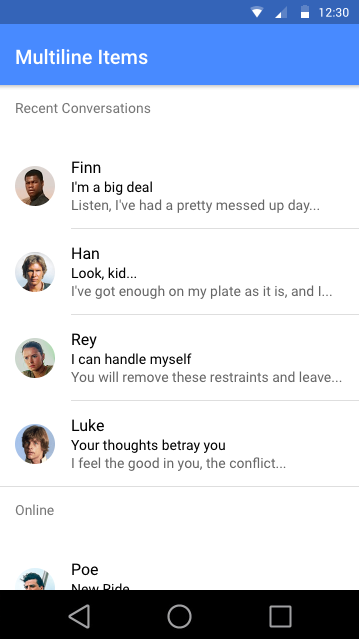 12:30
Multiline Items
Recent Conversations
Finn
I'm a big deal
Listen, I've had a pretty messed up day...
Han
Look, kid...
I've got enough on my plate as it is, and I...
Rey
I can handle myself
You will remove these restraints and leave...
Luke
Your thoughts betray you
I feel the good in you, the conflict...
Online
Poe
New Ride